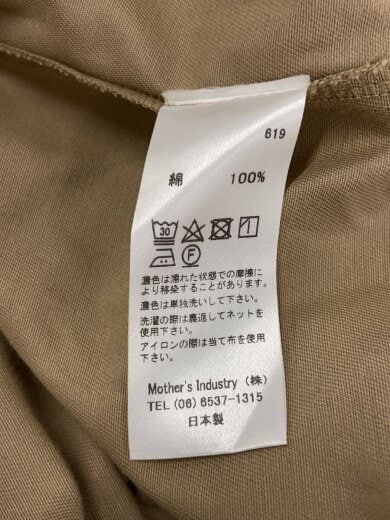 619
綿 100%
30
F
濃色は濡れた状態での摩擦に
より移染することがあります。
濃色は単独洗いして下さい。
洗濯の際は裏返してネットを
使用下さい。
アイロンの際は当て布を使用
下さい。
Mother's Industry (株)
TEL (06) 6537-1315
日本製